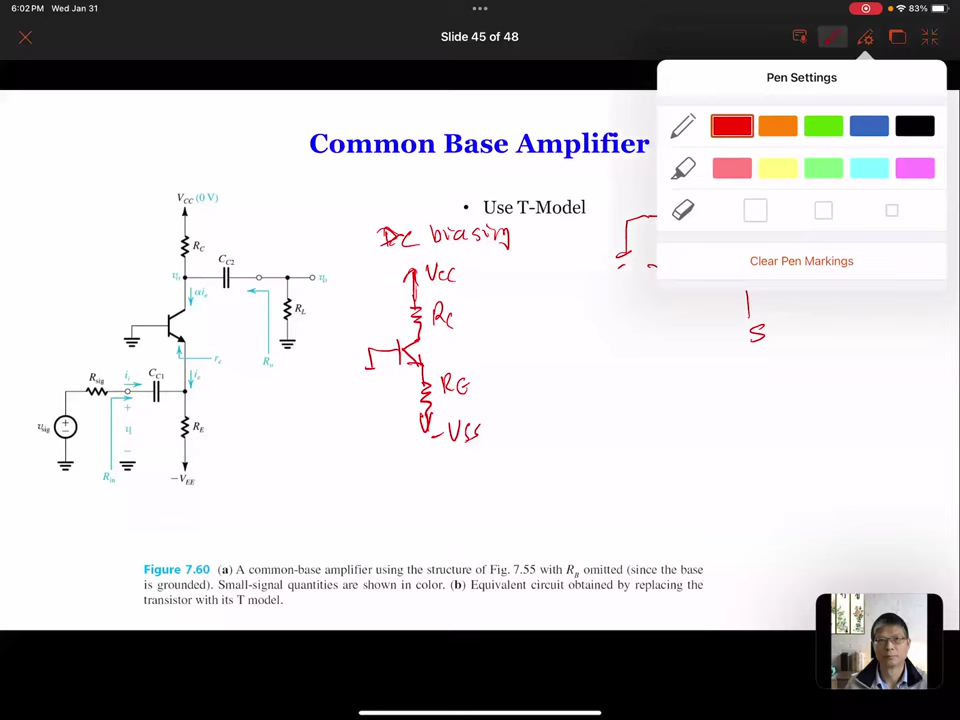 6:02 PM Wed Jan 31
83%
Slide 45 of 48
Pen Settings
Clear Pen Markings
Common Base Amplifier
• Use T-Model
DC biasing
VCC
RC
RE
-VSS
S
VCC (0 V)
RC
CC2
vo
vo
αie
RL
Ro
re
Rsig
ii
CC1
ie
vsig
+
vi
−
Rin
RE
−VEE
Figure 7.60 (a) A common-base amplifier using the structure of Fig. 7.55 with RB omitted (since the base
is grounded). Small-signal quantities are shown in color. (b) Equivalent circuit obtained by replacing the
transistor with its T model.